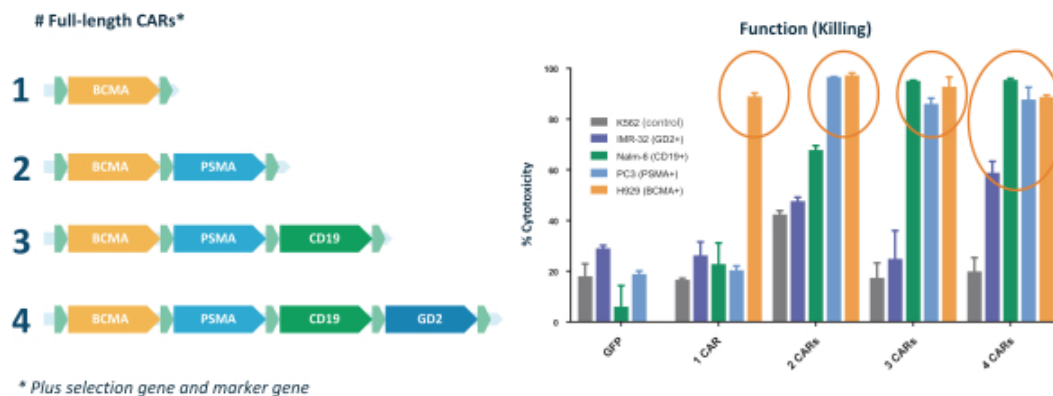 # Full-length CARs*
1
BCMA
2
BCMA
PSMA
3
BCMA
PSMA
CD19
4
BCMA
PSMA
CD19
GD2
* Plus selection gene and marker gene
Function (Killing)
% Cytotoxicity
100
80
60
40
20
0
K562 (control)
IMR-32 (GD2+)
Nalm-6 (CD19+)
PC3 (PSMA+)
H929 (BCMA+)
GFP
1 CAR
2 CARs
3 CARs
4 CARs